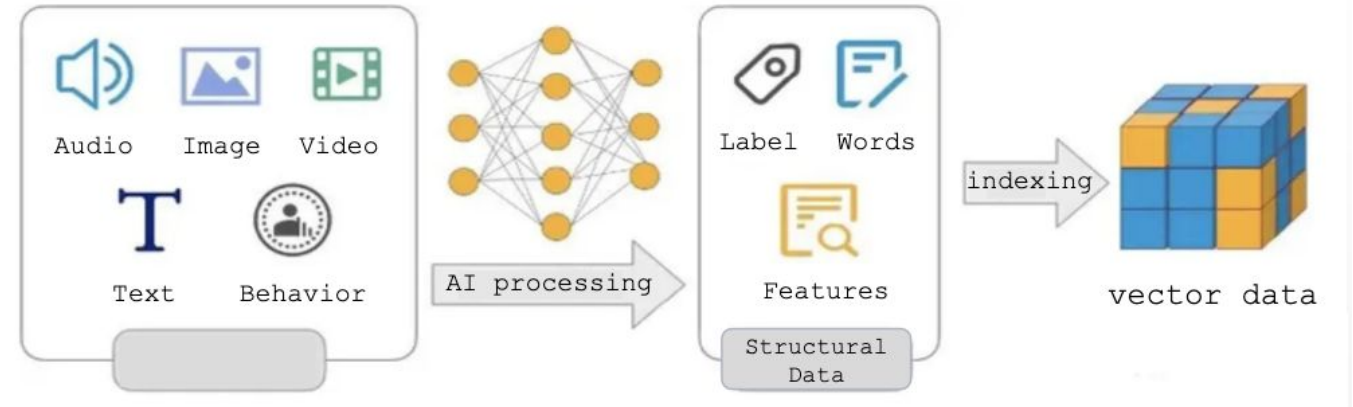 Audio Image Video
Text Behavior
AI processing
Label Words
Features
Structural
Data
indexing
vector data